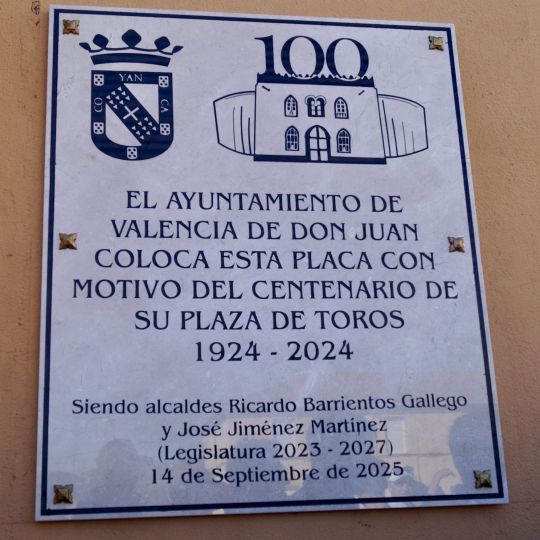 100
CO YAN CA
EL AYUNTAMIENTO DE
VALENCIA DE DON JUAN
COLOCA ESTA PLACA CON
MOTIVO DEL CENTENARIO DE
SU PLAZA DE TOROS
1924 - 2024
Siendo alcaldes Ricardo Barrientos Gallego
y José Jiménez Martínez
(Legislatura 2023 - 2027)
14 de Septiembre de 2025